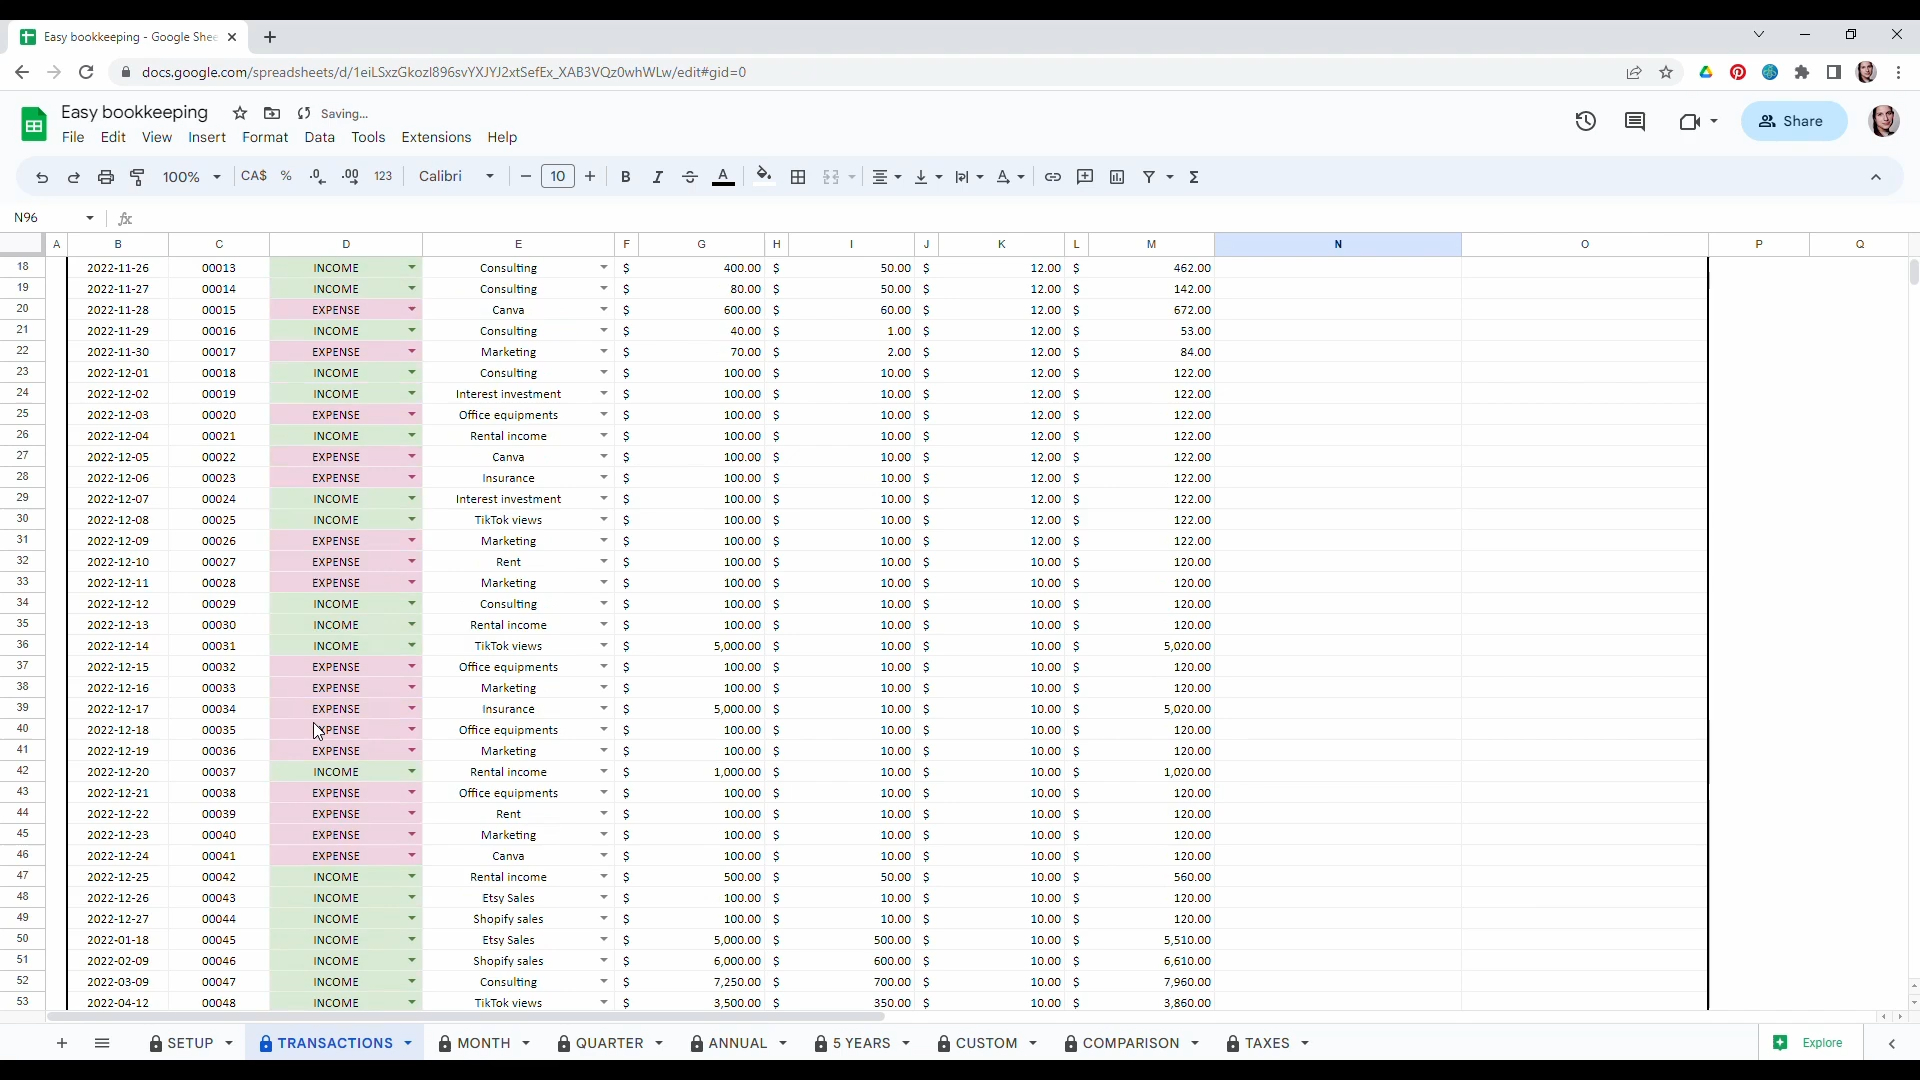 Easy bookkeeping - Google Shee
docs.google.com/spreadsheets/d/1eiLSxzGkozI896svYXJYJ2xtSefEx_XAB3VQz0whWLw/edit#gid=0
Easy bookkeeping Saving...
File Edit View Insert Format Data Tools Extensions Help
Share
100% CA$ % .0 .00 123 Calibri 10 B I S A
N96 fx
A B C D E F G H I J K L M N O P Q
18 2022-11-26 00013 INCOME Consulting $ 400.00 $ 50.00 $ 12.00 $ 462.00
19 2022-11-27 00014 INCOME Consulting $ 80.00 $ 50.00 $ 12.00 $ 142.00
20 2022-11-28 00015 EXPENSE Canva $ 600.00 $ 60.00 $ 12.00 $ 672.00
21 2022-11-29 00016 INCOME Consulting $ 40.00 $ 1.00 $ 12.00 $ 53.00
22 2022-11-30 00017 EXPENSE Marketing $ 70.00 $ 2.00 $ 12.00 $ 84.00
23 2022-12-01 00018 INCOME Consulting $ 100.00 $ 10.00 $ 12.00 $ 122.00
24 2022-12-02 00019 INCOME Interest investment $ 100.00 $ 10.00 $ 12.00 $ 122.00
25 2022-12-03 00020 EXPENSE Office equipments $ 100.00 $ 10.00 $ 12.00 $ 122.00
26 2022-12-04 00021 INCOME Rental income $ 100.00 $ 10.00 $ 12.00 $ 122.00
27 2022-12-05 00022 EXPENSE Canva $ 100.00 $ 10.00 $ 12.00 $ 122.00
28 2022-12-06 00023 EXPENSE Insurance $ 100.00 $ 10.00 $ 12.00 $ 122.00
29 2022-12-07 00024 INCOME Interest investment $ 100.00 $ 10.00 $ 12.00 $ 122.00
30 2022-12-08 00025 INCOME TikTok views $ 100.00 $ 10.00 $ 12.00 $ 122.00
31 2022-12-09 00026 EXPENSE Marketing $ 100.00 $ 10.00 $ 12.00 $ 122.00
32 2022-12-10 00027 EXPENSE Rent $ 100.00 $ 10.00 $ 10.00 $ 120.00
33 2022-12-11 00028 EXPENSE Marketing $ 100.00 $ 10.00 $ 10.00 $ 120.00
34 2022-12-12 00029 INCOME Consulting $ 100.00 $ 10.00 $ 10.00 $ 120.00
35 2022-12-13 00030 INCOME Rental income $ 100.00 $ 10.00 $ 10.00 $ 120.00
36 2022-12-14 00031 INCOME TikTok views $ 5,000.00 $ 10.00 $ 10.00 $ 5,020.00
37 2022-12-15 00032 EXPENSE Office equipments $ 100.00 $ 10.00 $ 10.00 $ 120.00
38 2022-12-16 00033 EXPENSE Marketing $ 100.00 $ 10.00 $ 10.00 $ 120.00
39 2022-12-17 00034 EXPENSE Insurance $ 5,000.00 $ 10.00 $ 10.00 $ 5,020.00
40 2022-12-18 00035 EXPENSE Office equipments $ 100.00 $ 10.00 $ 10.00 $ 120.00
41 2022-12-19 00036 EXPENSE Marketing $ 100.00 $ 10.00 $ 10.00 $ 120.00
42 2022-12-20 00037 INCOME Rental income $ 1,000.00 $ 10.00 $ 10.00 $ 1,020.00
43 2022-12-21 00038 EXPENSE Office equipments $ 100.00 $ 10.00 $ 10.00 $ 120.00
44 2022-12-22 00039 EXPENSE Rent $ 100.00 $ 10.00 $ 10.00 $ 120.00
45 2022-12-23 00040 EXPENSE Marketing $ 100.00 $ 10.00 $ 10.00 $ 120.00
46 2022-12-24 00041 EXPENSE Canva $ 100.00 $ 10.00 $ 10.00 $ 120.00
47 2022-12-25 00042 INCOME Rental income $ 500.00 $ 50.00 $ 10.00 $ 560.00
48 2022-12-26 00043 INCOME Etsy Sales $ 100.00 $ 10.00 $ 10.00 $ 120.00
49 2022-12-27 00044 INCOME Shopify sales $ 100.00 $ 10.00 $ 10.00 $ 120.00
50 2022-01-18 00045 INCOME Etsy Sales $ 5,000.00 $ 500.00 $ 10.00 $ 5,510.00
51 2022-02-09 00046 INCOME Shopify sales $ 6,000.00 $ 600.00 $ 10.00 $ 6,610.00
52 2022-03-09 00047 INCOME Consulting $ 7,250.00 $ 700.00 $ 10.00 $ 7,960.00
53 2022-04-12 00048 INCOME TikTok views $ 3,500.00 $ 350.00 $ 10.00 $ 3,860.00
SETUP TRANSACTIONS MONTH QUARTER ANNUAL 5 YEARS CUSTOM COMPARISON TAXES Explore